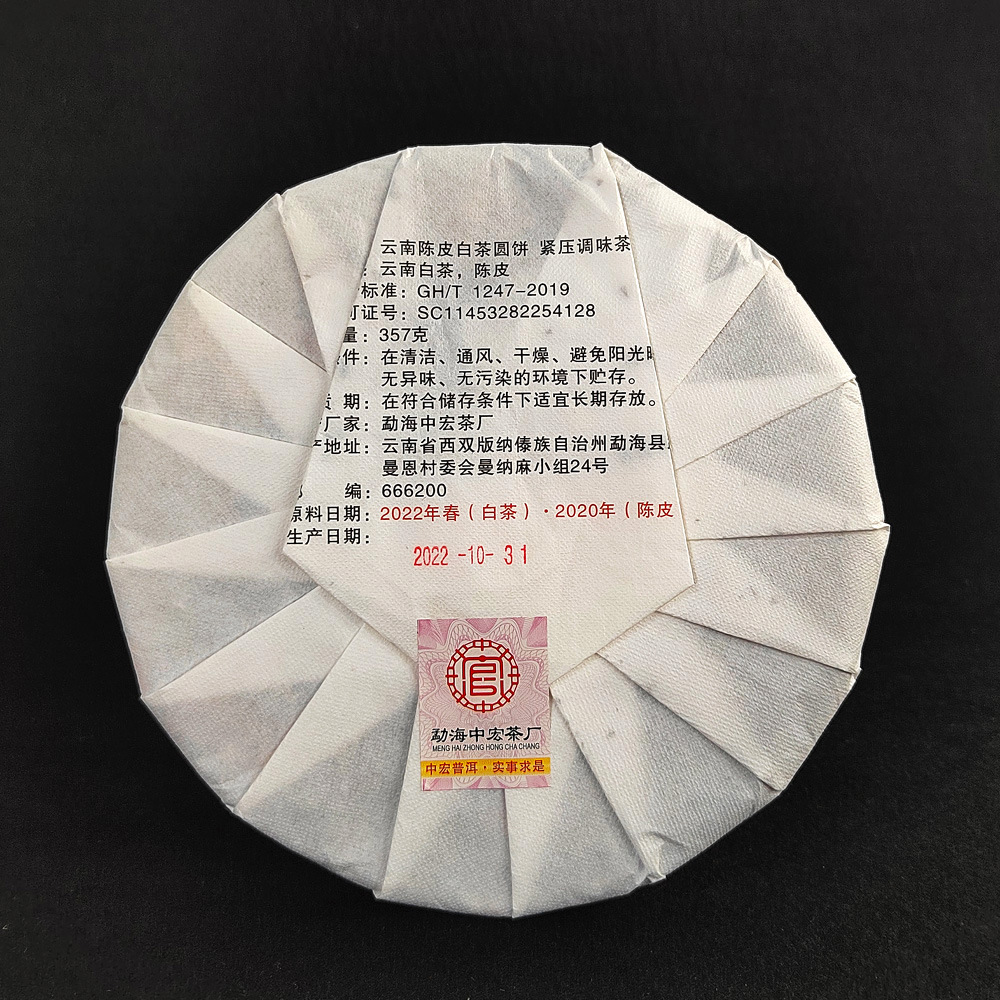 云南陈皮白茶圆饼 紧压调味茶
：云南白茶，陈皮
标准：GH/T 1247-2019
可证号：SC11453282254128
量：357克
件：在清洁、通风、干燥、避免阳光
无异味、无污染的环境下贮存。
质 期：在符合储存条件下适宜长期存放。
厂家：勐海中宏茶厂
产地址：云南省西双版纳傣族自治州勐海县
曼恩村委会曼纳麻小组24号
编：666200
原料日期：2022年春（白茶）·2020年（陈皮
生产日期：
2022-10-31
勐海中宏茶厂
MENG HAI ZHONG HONG CHA CHANG
中宏普洱·实事求是